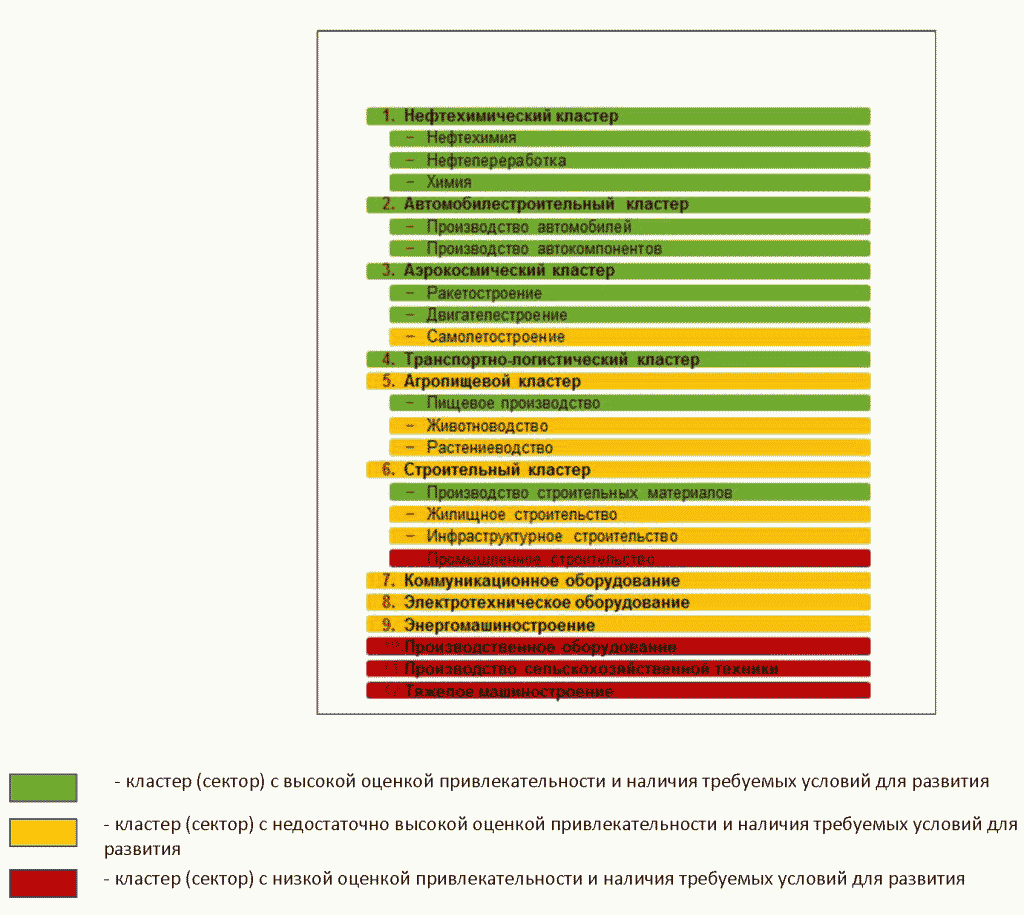 1. Нефтехимический кластер
– Нефтехимия
– Нефтепереработка
– Химия
2. Автомобилестроительный кластер
– Производство автомобилей
– Производство автокомпонентов
3. Аэрокосмический кластер
– Ракетостроение
– Двигателестроение
– Самолетостроение
4. Транспортно-логистический кластер
5. Агропищевой кластер
– Пищевое производство
– Животноводство
– Растениеводство
6. Строительный кластер
– Производство строительных материалов
– Жилищное строительство
– Инфраструктурное строительство
Промышленное строительство
7. Коммуникационное оборудование
8. Электротехническое оборудование
9. Энергомашиностроение
10. Производственное оборудование
11. Производство сельскохозяйственной техники
12. Тяжелое машиностроение
- кластер (сектор) с высокой оценкой привлекательности и наличия требуемых условий для развития
- кластер (сектор) с недостаточно высокой оценкой привлекательности и наличия требуемых условий для
развития
- кластер (сектор) с низкой оценкой привлекательности и наличия требуемых условий для развития